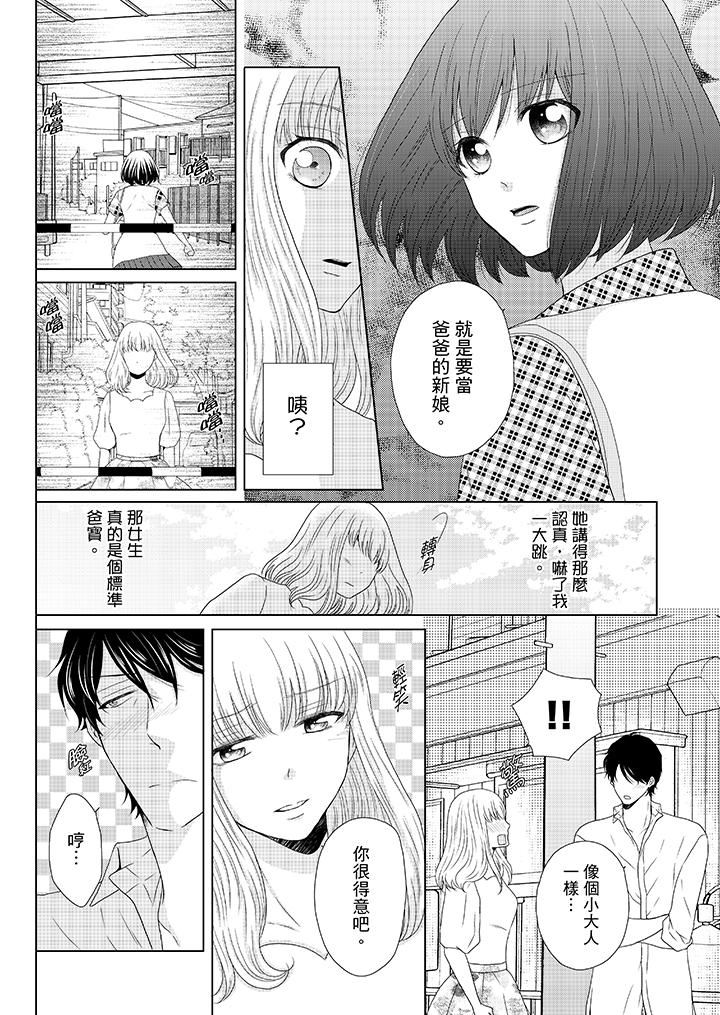 就是要當
爸爸的新娘。
咦？
噹噹
噹
噹噹
噹噹…
她講得那麼
認真，嚇了我
一大跳。
轉身
那女生
真的是個標準
爸寶。
!!
驚
像個小大人
一樣…
輕笑
你很得意吧。
臉紅
哼…